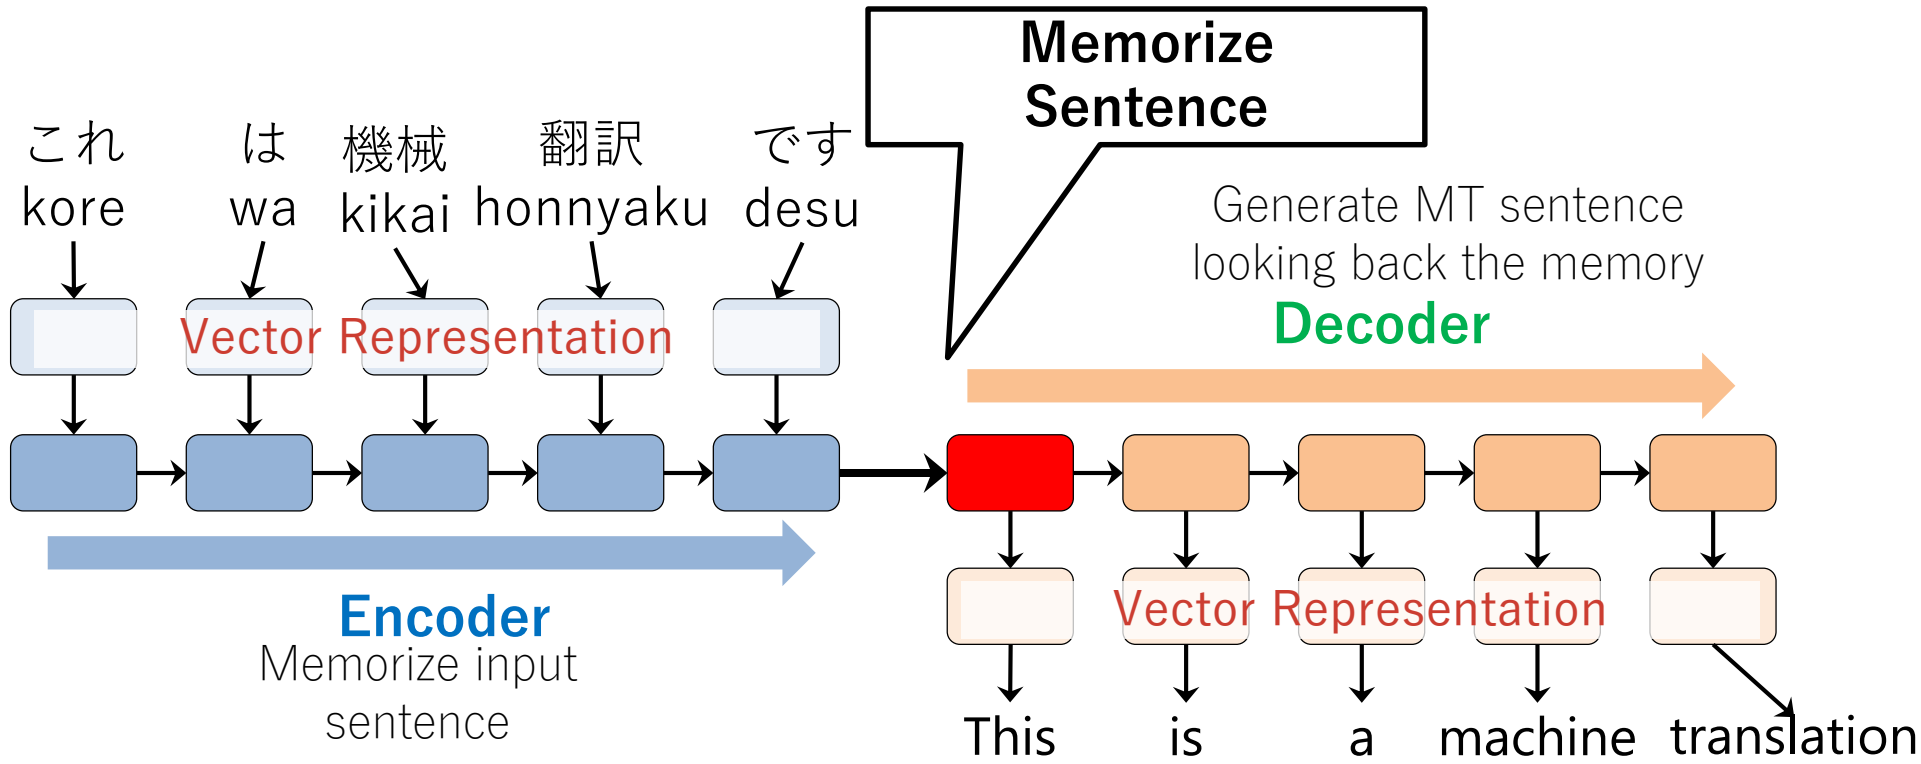 Memorize
Sentence
これ は 機械 翻訳 です
kore wa kikai honnyaku desu
Generate MT sentence
looking back the memory
Decoder
Vector Representation
Encoder
Memorize input
sentence
Vector Representation
This is a machine translation